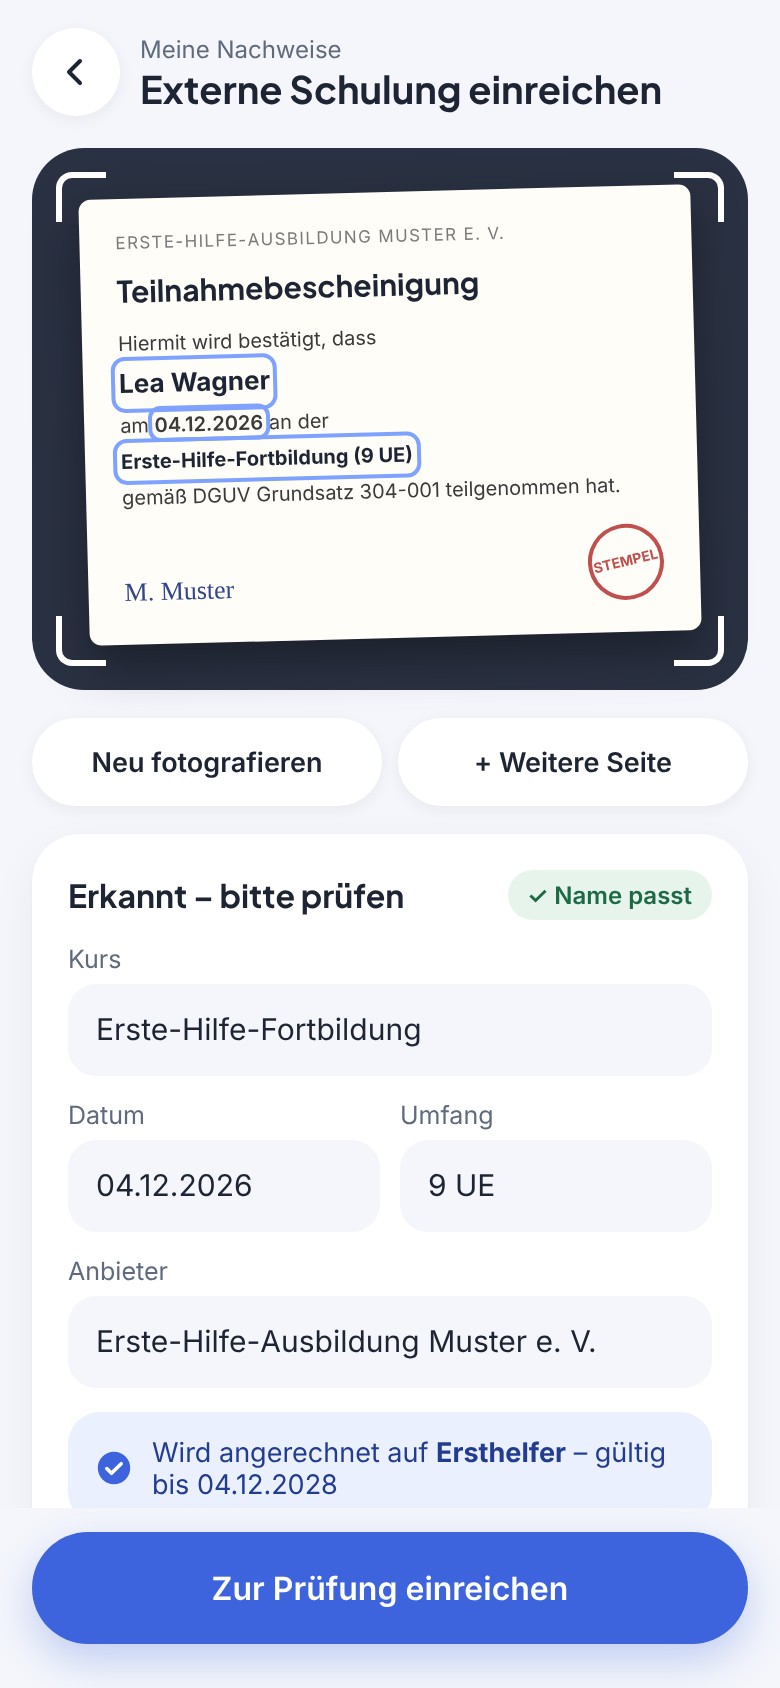 Meine Nachweise
Externe Schulung einreichen
ERSTE-HILFE-AUSBILDUNG MUSTER E. V.
Teilnahmebescheinigung
Hiermit wird bestätigt, dass
Lea Wagner
am 04.12.2026 an der
Erste-Hilfe-Fortbildung (9 UE)
gemäß DGUV Grundsatz 304-001 teilgenommen hat.
STEMPEL
M. Muster
Neu fotografieren
+ Weitere Seite
Erkannt – bitte prüfen
✓ Name passt
Kurs
Erste-Hilfe-Fortbildung
Datum
Umfang
04.12.2026
9 UE
Anbieter
Erste-Hilfe-Ausbildung Muster e. V.
Wird angerechnet auf Ersthelfer – gültig
bis 04.12.2028
Zur Prüfung einreichen